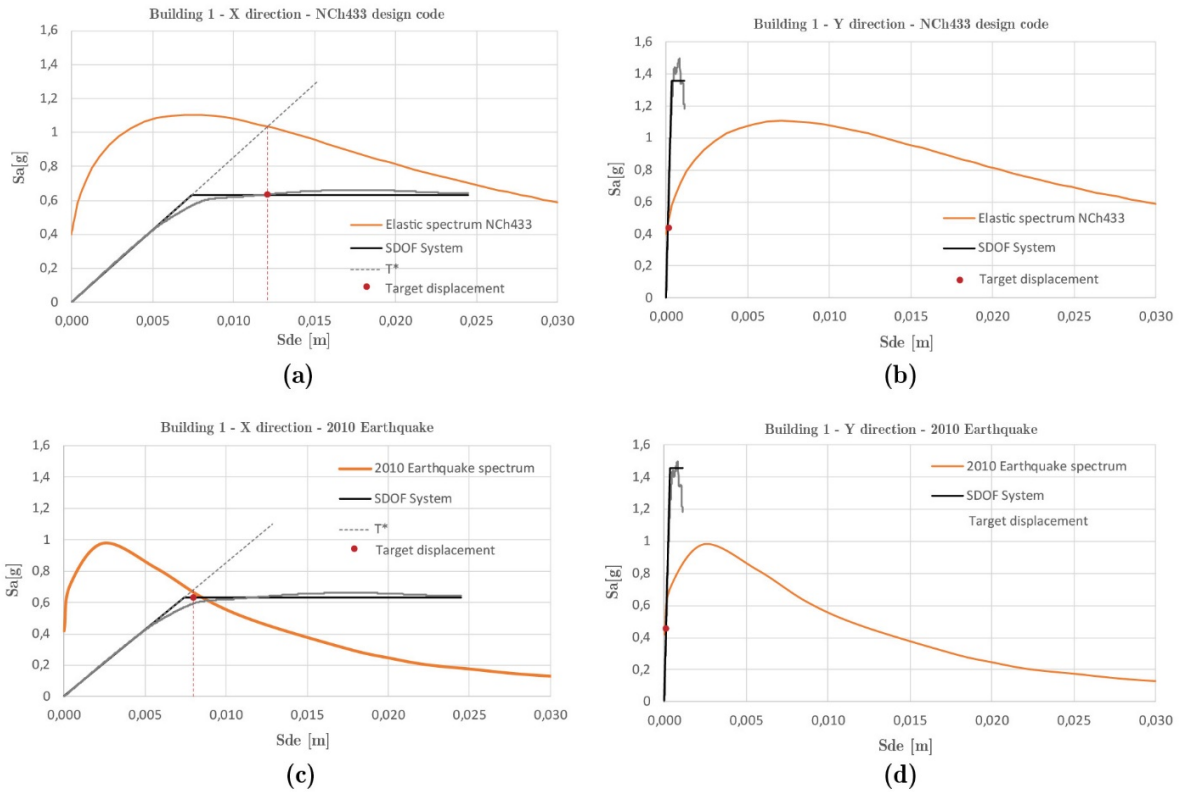 Building 1 - X direction - NCh433 design code
Sa[g]
1,6
1,4
1,2
1
0,8
0,6
0,4
0,2
0
Elastic spectrum NCh433
SDOF System
T*
Target displacement
0,000 0,005 0,010 0,015 0,020 0,025 0,030
Sde [m]
(a)
Building 1 - Y direction - NCh433 design code
Sa[g]
1,6
1,4
1,2
1
0,8
0,6
0,4
0,2
0
Elastic spectrum NCh433
SDOF System
Target displacement
0,000 0,005 0,010 0,015 0,020 0,025 0,030
Sde [m]
(b)
Building 1 - X direction - 2010 Earthquake
Sa[g]
1,6
1,4
1,2
1
0,8
0,6
0,4
0,2
0
2010 Earthquake spectrum
SDOF System
T*
Target displacement
0,000 0,005 0,010 0,015 0,020 0,025 0,030
Sde [m]
(c)
Building 1 - Y direction - 2010 Earthquake
Sa[g]
1,6
1,4
1,2
1
0,8
0,6
0,4
0,2
0
2010 Earthquake spectrum
SDOF System
Target displacement
0,000 0,005 0,010 0,015 0,020 0,025 0,030
Sde [m]
(d)